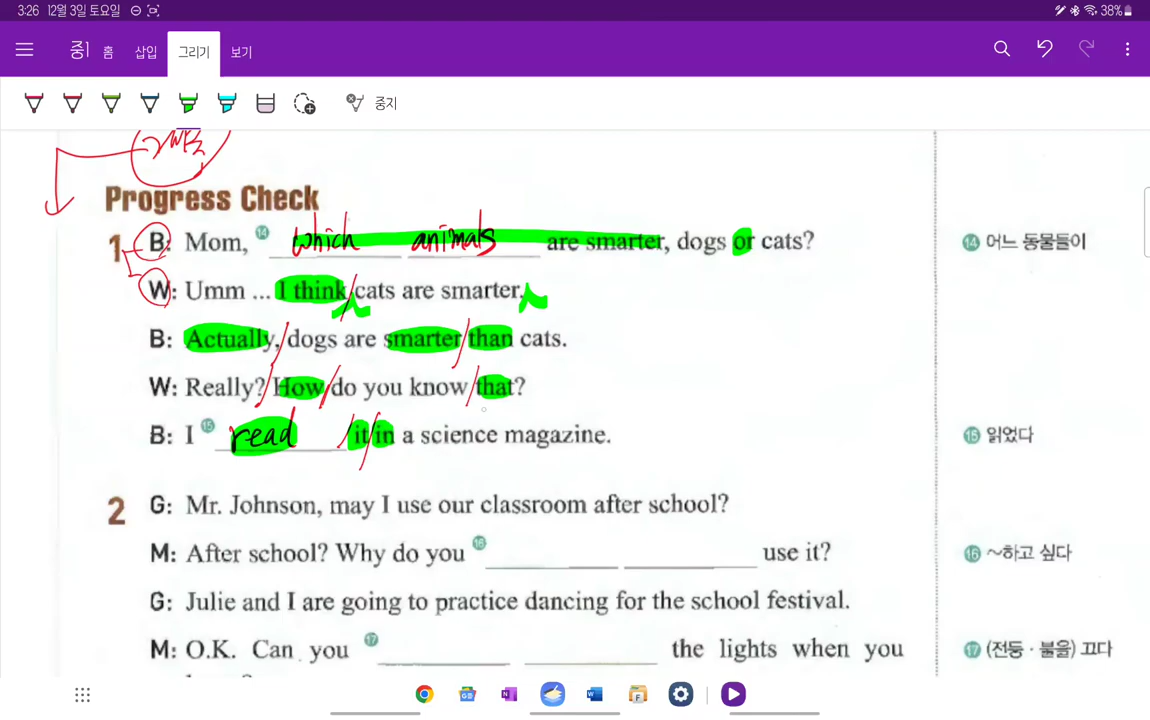 3:26 12월 3일 토요일 38%
중1 홈 삽입 그리기 보기
중지
Progress Check
1 B: Mom, ⑭ which animals are smarter, dogs or cats? ⑭ 어느 동물들이
W: Umm ... I think cats are smarter.
B: Actually, dogs are smarter than cats.
W: Really? How do you know that?
B: I ⑮ read it in a science magazine. ⑮ 읽었다
2 G: Mr. Johnson, may I use our classroom after school?
M: After school? Why do you ⑯ ____ ____ use it? ⑯ ~하고 싶다
G: Julie and I are going to practice dancing for the school festival.
M: O.K. Can you ⑰ ____ ____ the lights when you ⑰ (전등·불을) 끄다